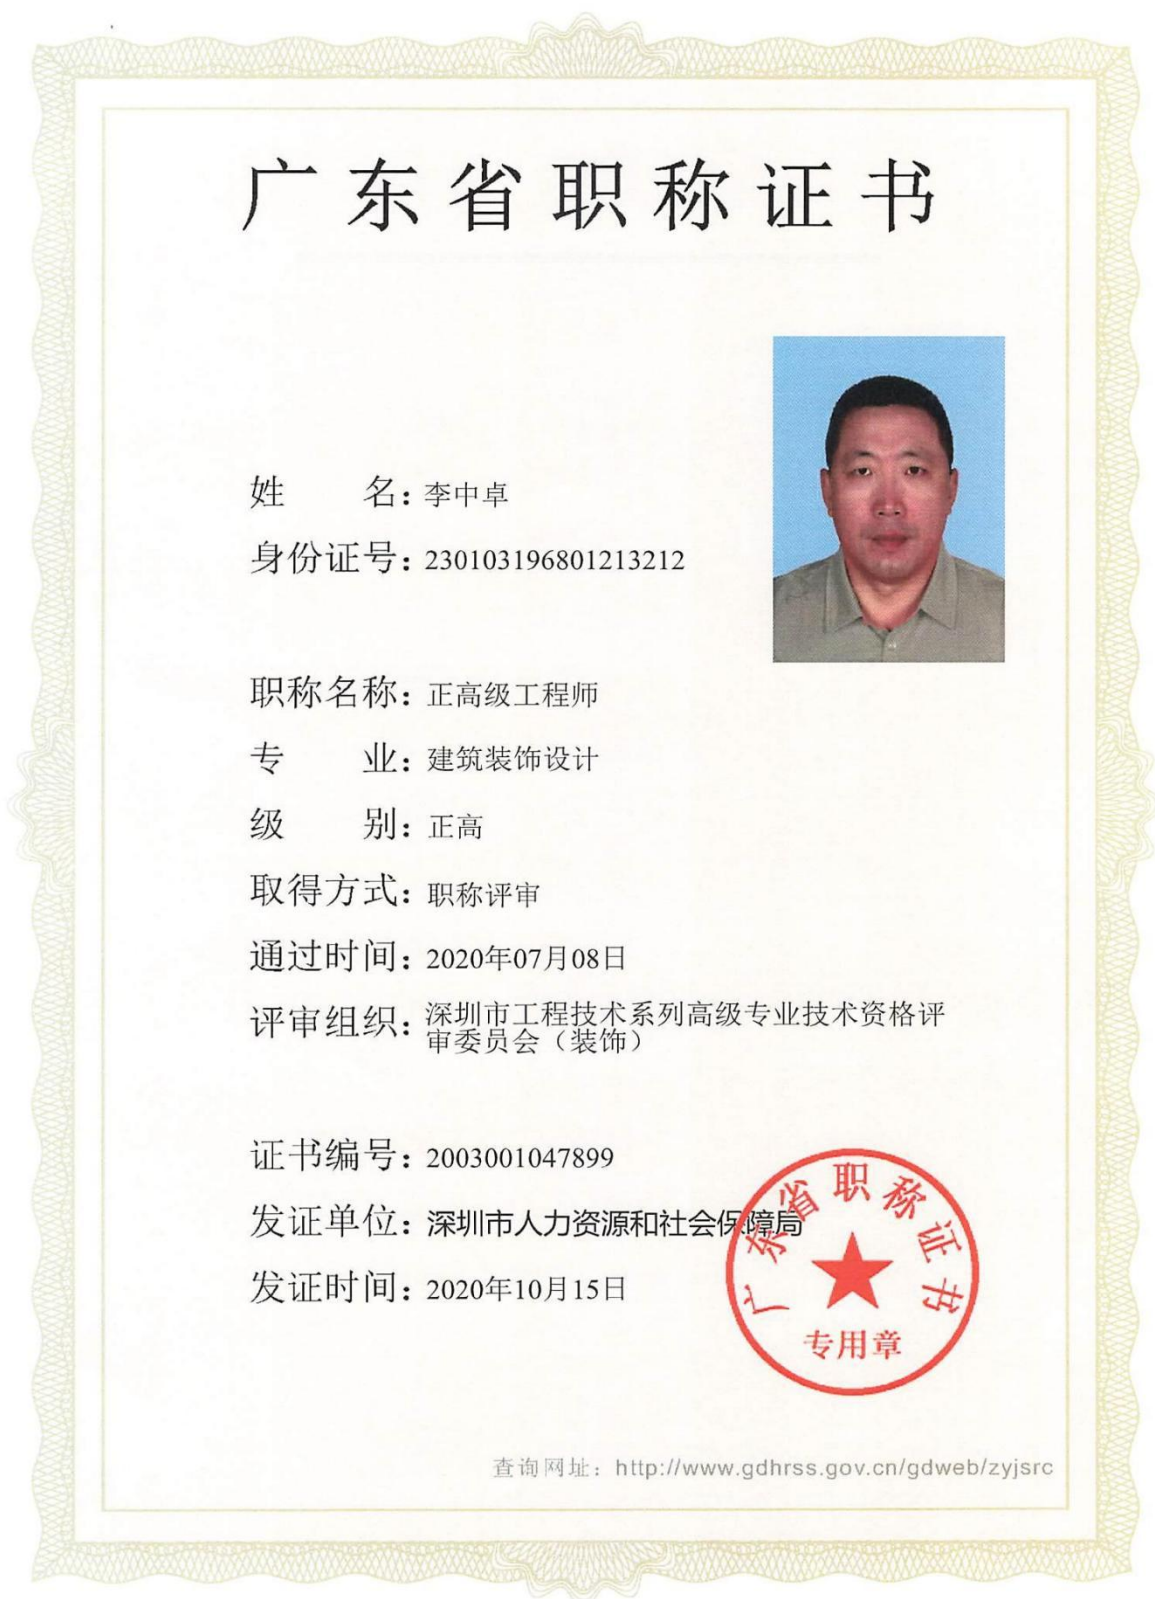 广东省职称证书
姓 名：李中卓
身份证号：230103196801213212
职称名称：正高级工程师
专 业：建筑装饰设计
级 别：正高
取得方式：职称评审
通过时间：2020年07月08日
评审组织：深圳市工程技术系列高级专业技术资格评
审委员会（装饰）
证书编号：2003001047899
发证单位：深圳市人力资源和社会保障局
发证时间：2020年10月15日
广东省职称证书
专用章
查询网址：http://www.gdhrss.gov.cn/gdweb/zyjsrc